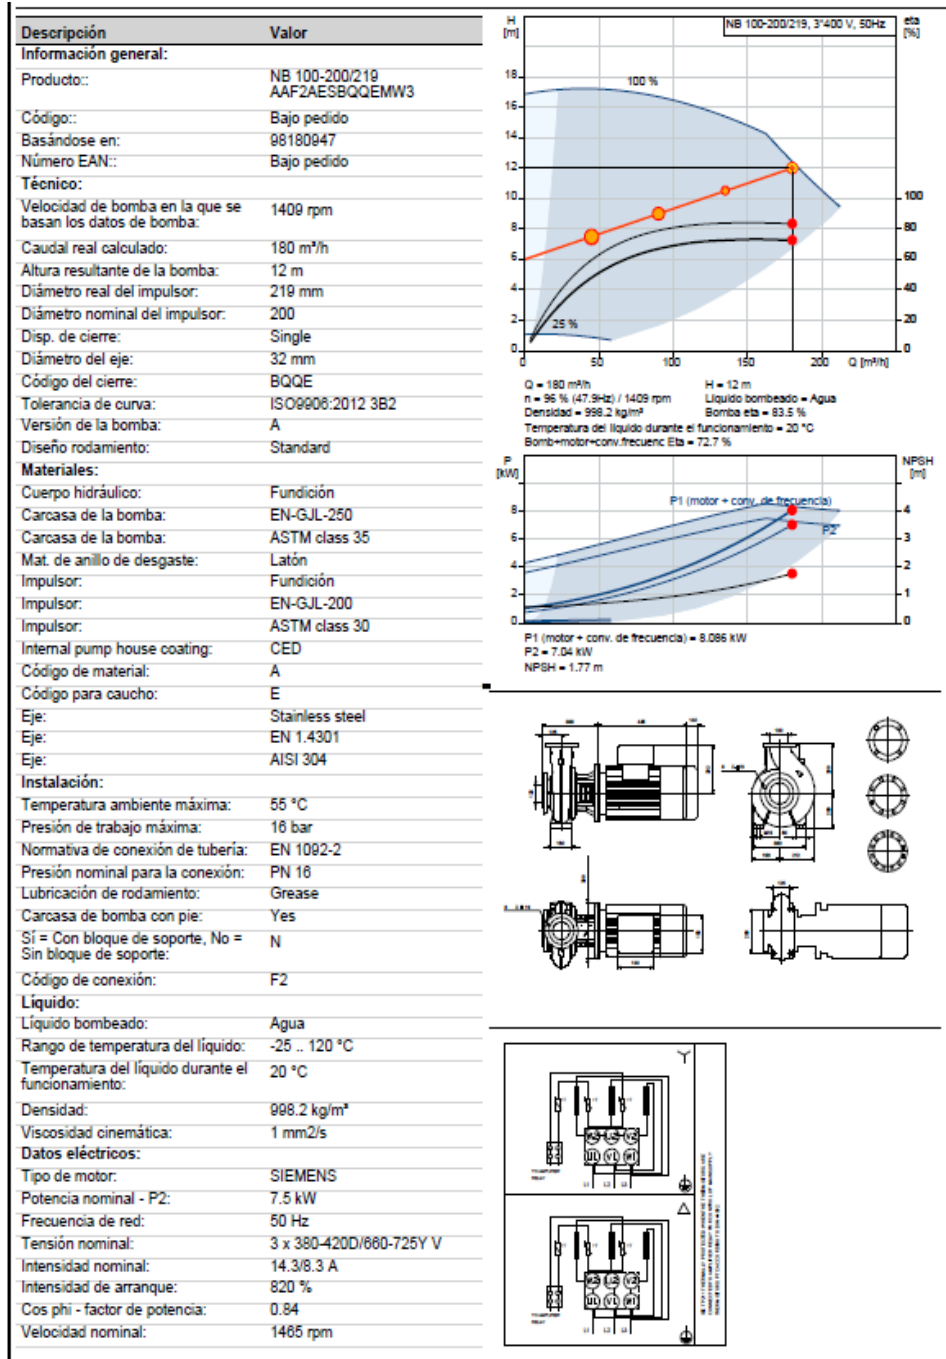 Descripción Valor
Información general:
Producto:: NB 100-200/219
AAF2AESBQQEMW3
Código:: Bajo pedido
Basándose en: 98180947
Número EAN:: Bajo pedido
Técnico:
Velocidad de bomba en la que se
basan los datos de bomba: 1409 rpm
Caudal real calculado: 180 m³/h
Altura resultante de la bomba: 12 m
Diámetro real del impulsor: 219 mm
Diámetro nominal del impulsor: 200
Disp. de cierre: Single
Diámetro del eje: 32 mm
Código del cierre: BQQE
Tolerancia de curva: ISO9906:2012 3B2
Versión de la bomba: A
Diseño rodamiento: Standard
Materiales:
Cuerpo hidráulico: Fundición
Carcasa de la bomba: EN-GJL-250
Carcasa de la bomba: ASTM class 35
Mat. de anillo de desgaste: Latón
Impulsor: Fundición
Impulsor: EN-GJL-200
Impulsor: ASTM class 30
Internal pump house coating: CED
Código de material: A
Código para caucho: E
Eje: Stainless steel
Eje: EN 1.4301
Eje: AISI 304
Instalación:
Temperatura ambiente máxima: 55 °C
Presión de trabajo máxima: 16 bar
Normativa de conexión de tubería: EN 1092-2
Presión nominal para la conexión: PN 16
Lubricación de rodamiento: Grease
Carcasa de bomba con pie: Yes
Sí = Con bloque de soporte, No =
Sin bloque de soporte: N
Código de conexión: F2
Líquido:
Líquido bombeado: Agua
Rango de temperatura del líquido: -25 .. 120 °C
Temperatura del líquido durante el
funcionamiento: 20 °C
Densidad: 998.2 kg/m³
Viscosidad cinemática: 1 mm2/s
Datos eléctricos:
Tipo de motor: SIEMENS
Potencia nominal - P2: 7.5 kW
Frecuencia de red: 50 Hz
Tensión nominal: 3 x 380-420D/660-725Y V
Intensidad nominal: 14.3/8.3 A
Intensidad de arranque: 820 %
Cos phi - factor de potencia: 0.84
Velocidad nominal: 1465 rpm
H
[m]
NB 100-200/219, 3*400 V, 50Hz
eta
[%]
18
16
14
12
10
8
6
4
2
0
100 %
25 %
100
80
60
40
20
0
0 50 100 150 200 Q [m³/h]
Q = 180 m³/h H = 12 m
n = 96 % (47.9Hz) / 1409 rpm Líquido bombeado = Agua
Densidad = 998.2 kg/m³ Bomba eta = 83.5 %
Temperatura del líquido durante el funcionamiento = 20 °C
Bomb+motor+conv.frecuenc Eta = 72.7 %
P
[kW]
NPSH
[m]
8
6
4
2
0
P1 (motor + conv. de frecuencia)
P2
4
3
2
1
0
P1 (motor + conv. de frecuencia) = 8.086 kW
P2 = 7.04 kW
NPSH = 1.77 m
W2 U2 V2
U1 V1 W1
L1 L2 L3
W2 U2 V2
U1 V1 W1
L1 L2 L3